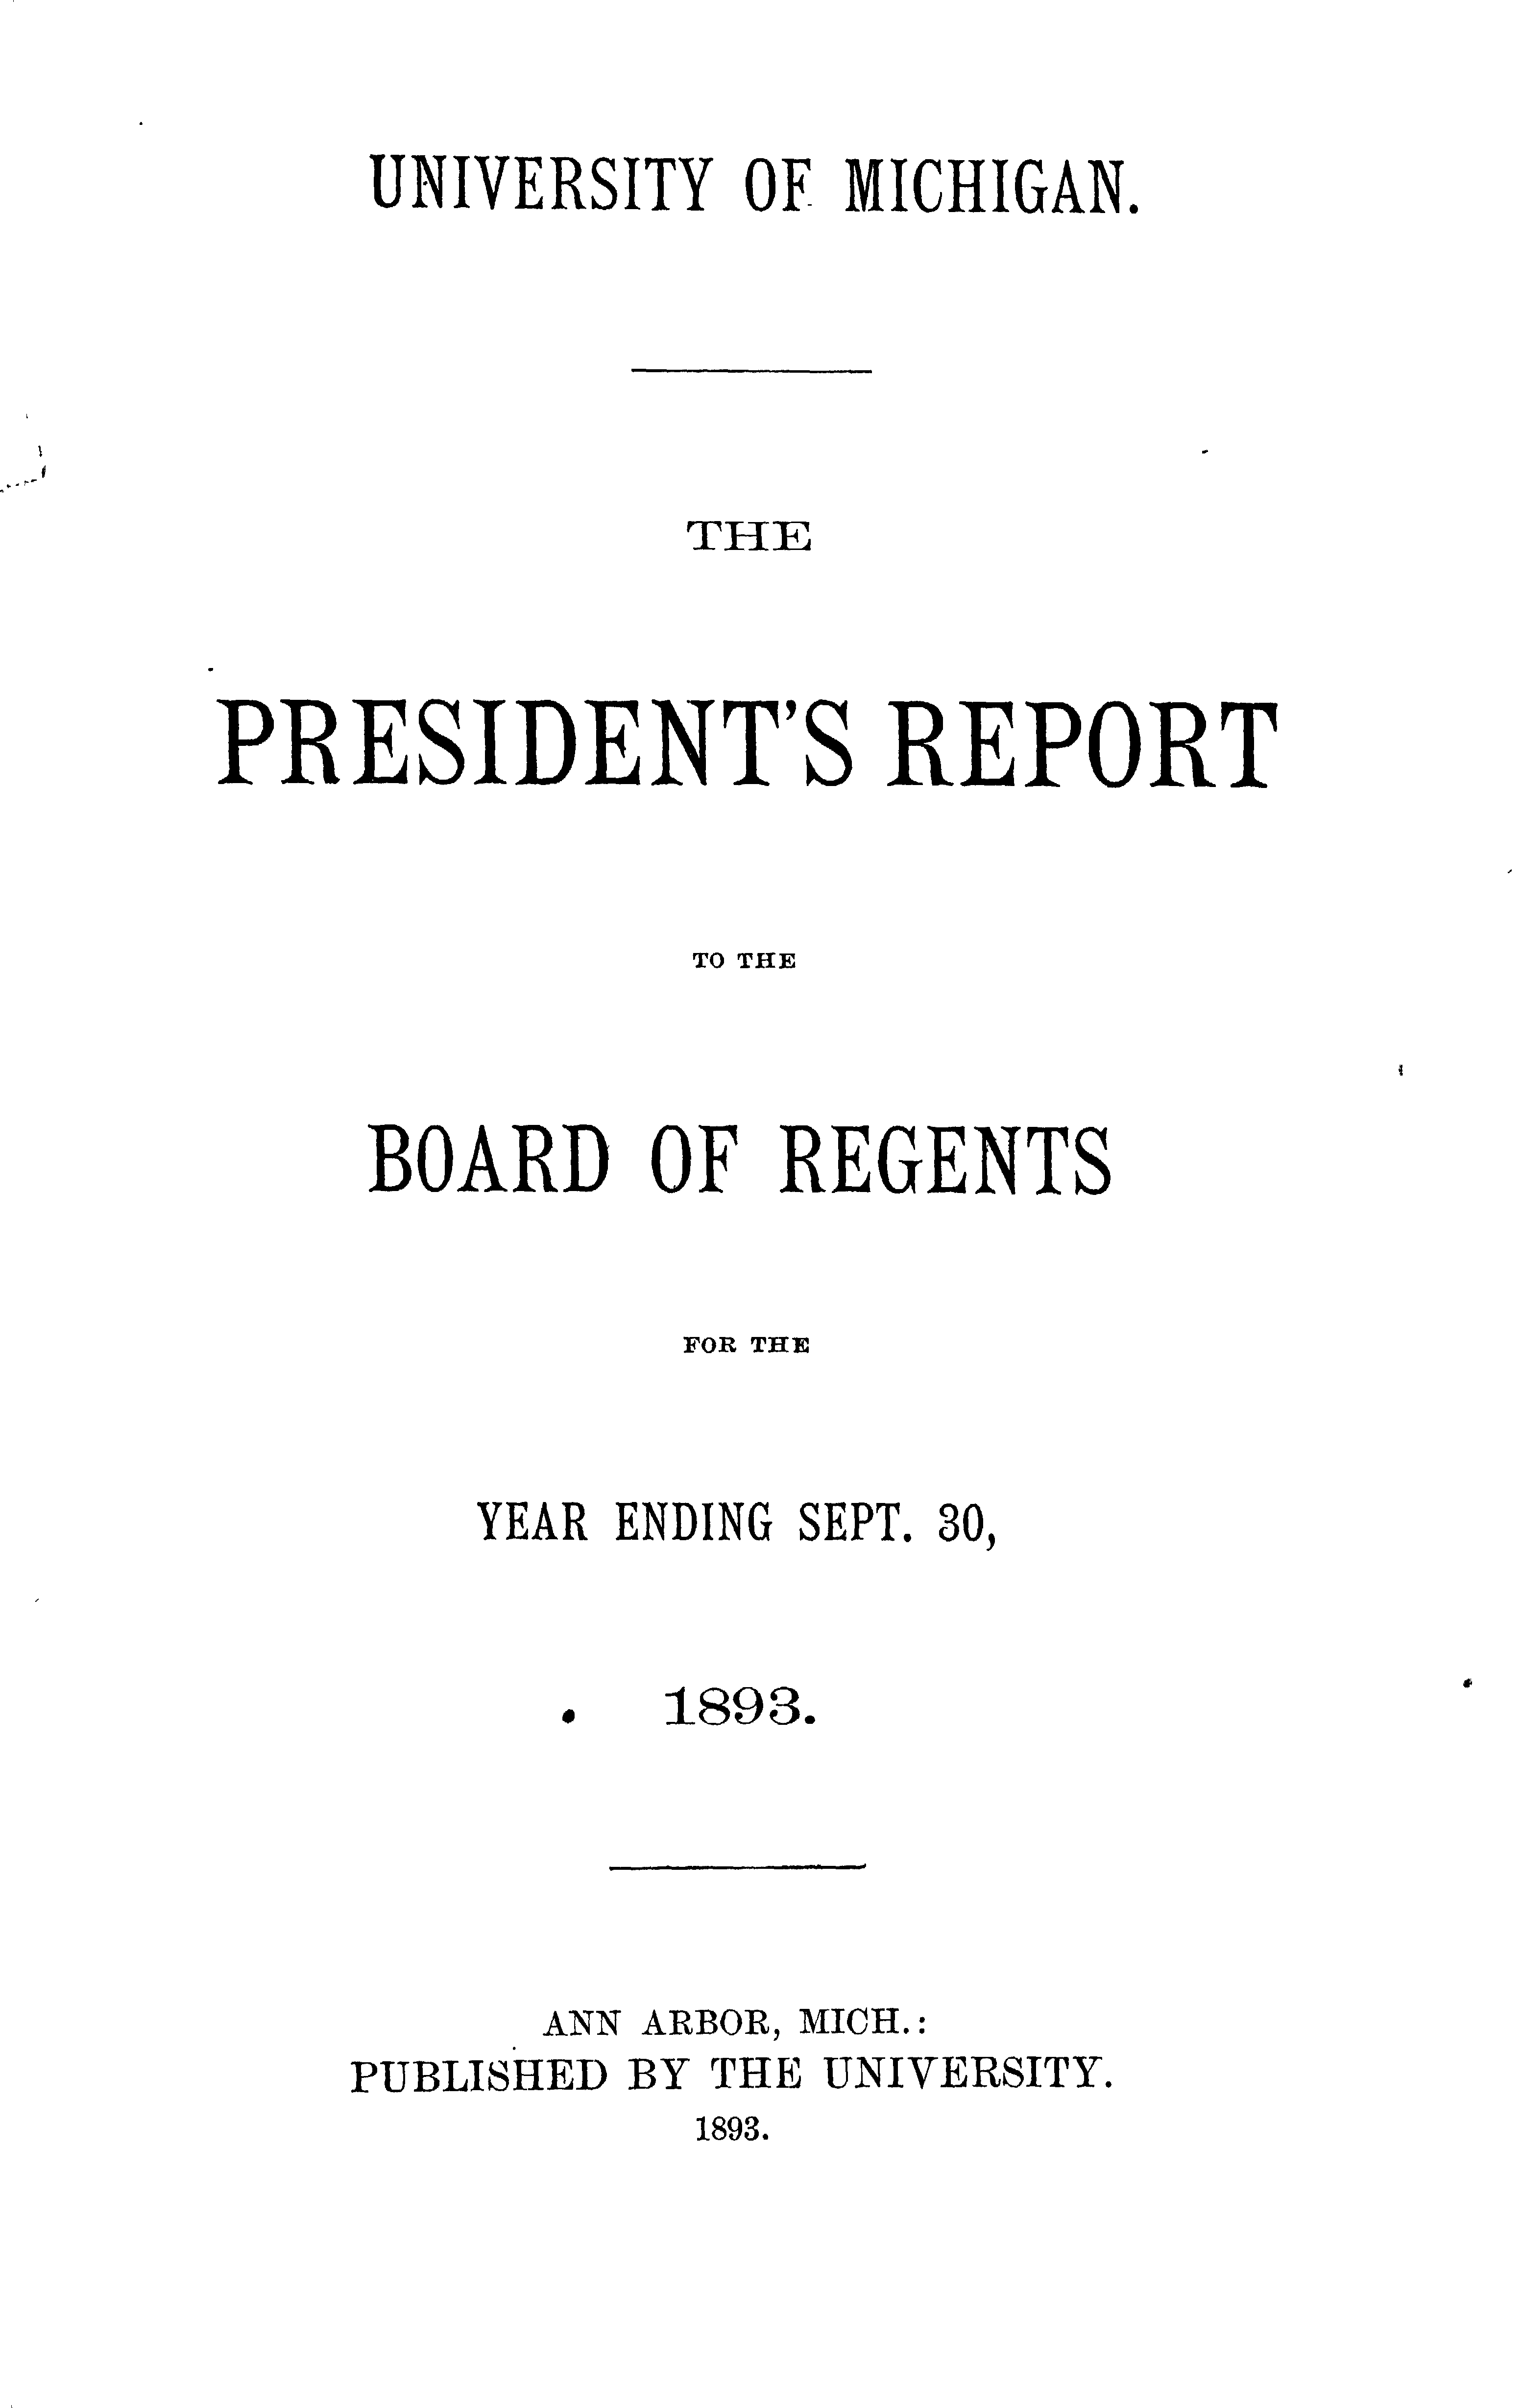 UNIVERSITY OF MICHIGAN.
THE
PRESIDENT'S REPORT
TO THE
BOARD OF REGENTS
FOR THE
YEAR ENDING SEPT. 30,
1893.
ANN ARBOR, MICH.:
PUBLISHED BY THE UNIVERSITY.
1893.